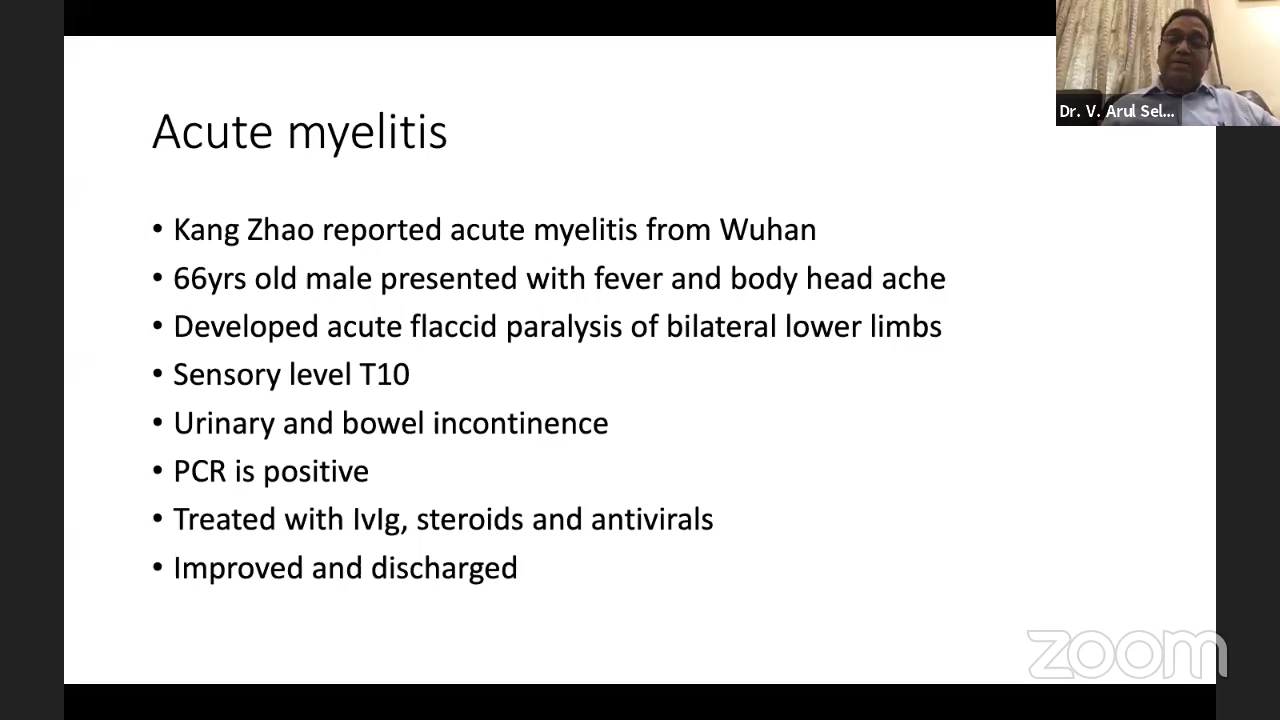 Dr. V. Arul Sel...
Acute myelitis
• Kang Zhao reported acute myelitis from Wuhan
• 66yrs old male presented with fever and body head ache
• Developed acute flaccid paralysis of bilateral lower limbs
• Sensory level T10
• Urinary and bowel incontinence
• PCR is positive
• Treated with IvIg, steroids and antivirals
• Improved and discharged
zoom